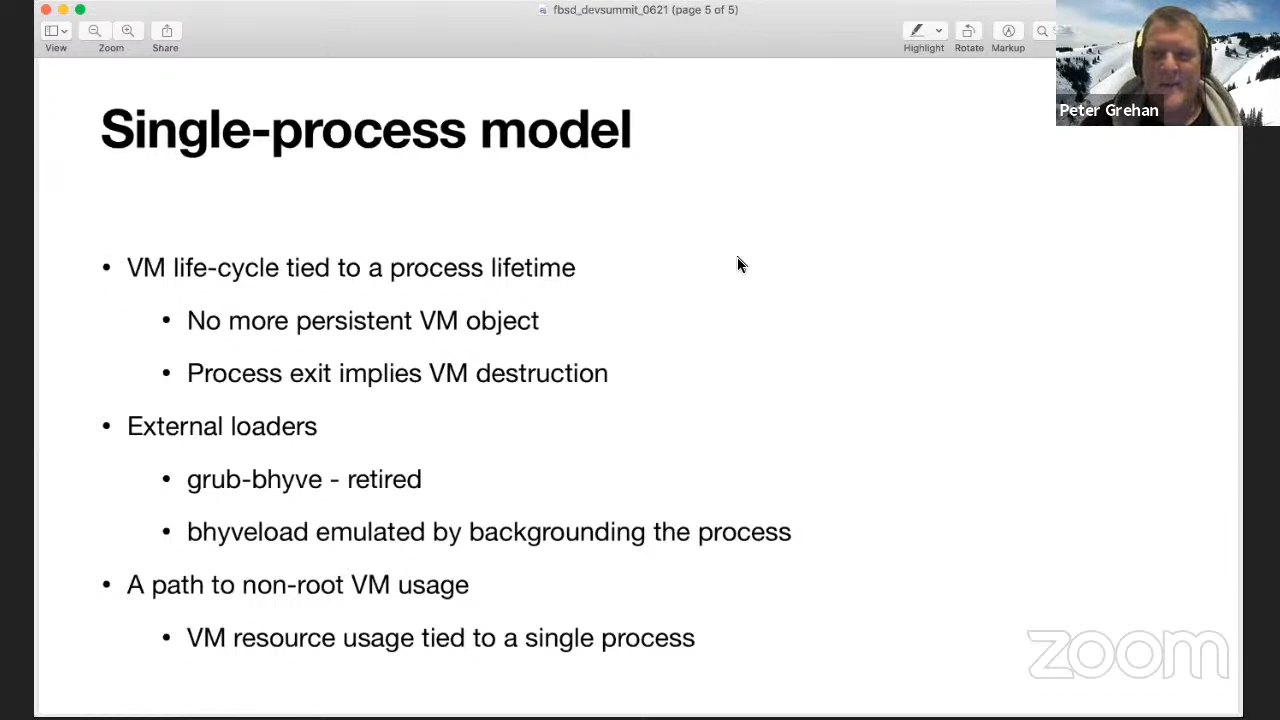 fbsd_devsummit_0621 (page 5 of 5)
View
Zoom
Share
Highlight
Rotate
Markup
Peter Grehan
Single-process model
• VM life-cycle tied to a process lifetime
• No more persistent VM object
• Process exit implies VM destruction
• External loaders
• grub-bhyve - retired
• bhyveload emulated by backgrounding the process
• A path to non-root VM usage
• VM resource usage tied to a single process
zoom